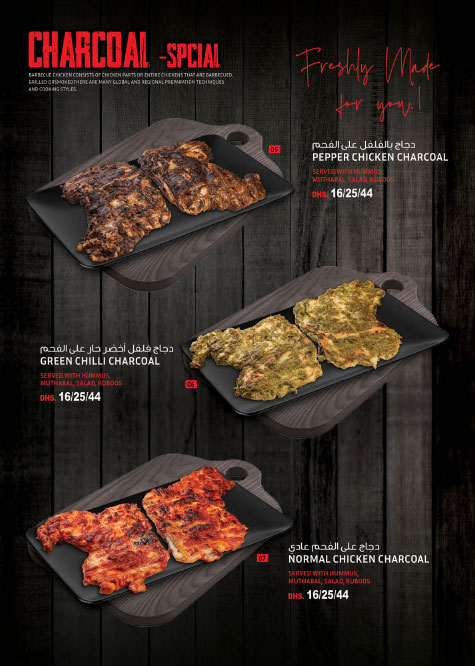 CHARCOAL -SPCIAL
BARBECUE CHICKEN CONSISTS OF CHICKEN PARTS OR ENTIRE CHICKENS THAT ARE BARBECUED,
GRILLED OR SMOKED.THERE ARE MANY GLOBAL AND REGIONAL PREPARATION TECHNIQUES
AND COOKING STYLES.
Freshly Made
for you.!
05
دجاج بالفلفل على الفحم
PEPPER CHICKEN CHARCOAL
SERVED WITH HUMMUS,
MUTHABAL, SALAD, KUBOUS
DHS. 16/25/44
دجاج فلفل أخضر حار على الفحم
GREEN CHILLI CHARCOAL
SERVED WITH HUMMUS,
MUTHABAL, SALAD, KUBOUS
DHS. 16/25/44
06
07
دجاج على الفحم عادي
NORMAL CHICKEN CHARCOAL
SERVED WITH HUMMUS,
MUTHABAL, SALAD, KUBOUS
DHS. 16/25/44